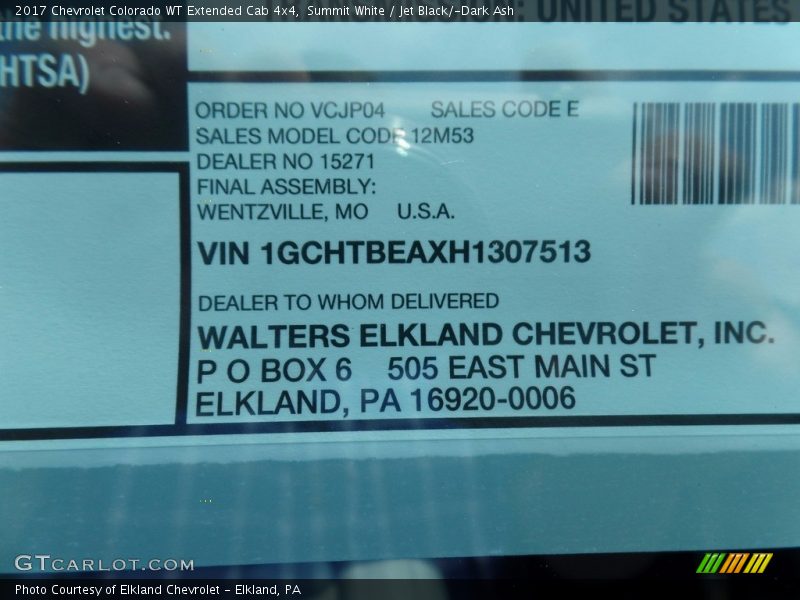 2017 Chevrolet Colorado WT Extended Cab 4x4, Summit White / Jet Black/-Dark Ash
: UNITED STATES
the highest.
HTSA)
ORDER NO VCJP04 SALES CODE E
SALES MODEL CODE 12M53
DEALER NO 15271
FINAL ASSEMBLY:
WENTZVILLE, MO U.S.A.
VIN 1GCHTBEAXH1307513
DEALER TO WHOM DELIVERED
WALTERS ELKLAND CHEVROLET, INC.
P O BOX 6 505 EAST MAIN ST
ELKLAND, PA 16920-0006
GTCARLOT.COM
Photo Courtesy of Elkland Chevrolet - Elkland, PA